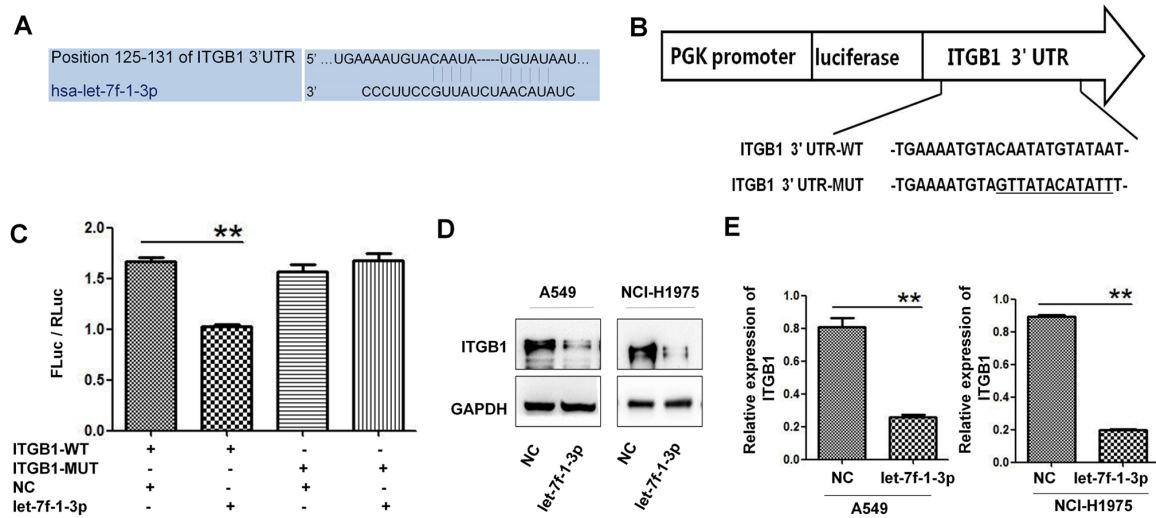 A
Position 125-131 of ITGB1 3'UTR
5' ...UGAAAAUGUACAAUA-----UGUAUAAU...
hsa-let-7f-1-3p
3' CCCUUCCGUUAUCUAACAUAUC
B
PGK promoter
luciferase
ITGB1 3' UTR
ITGB1 3' UTR-WT -TGAAAATGTACAATATGTATAAT-
ITGB1 3' UTR-MUT -TGAAAATGTAGTTATACATATTT-
C
FLuc / RLuc
2.0
1.5
1.0
0.5
0.0
**
ITGB1-WT + + - -
ITGB1-MUT - - + +
NC + - + -
let-7f-1-3p - + - +
D
A549 NCI-H1975
ITGB1
GAPDH
NC let-7f-1-3p NC let-7f-1-3p
E
Relative expression of
ITGB1
1.0
0.8
0.6
0.4
0.2
0.0
**
NC let-7f-1-3p
A549
Relative expression of
ITGB1
1.0
0.8
0.6
0.4
0.2
0.0
**
NC let-7f-1-3p
NCI-H1975